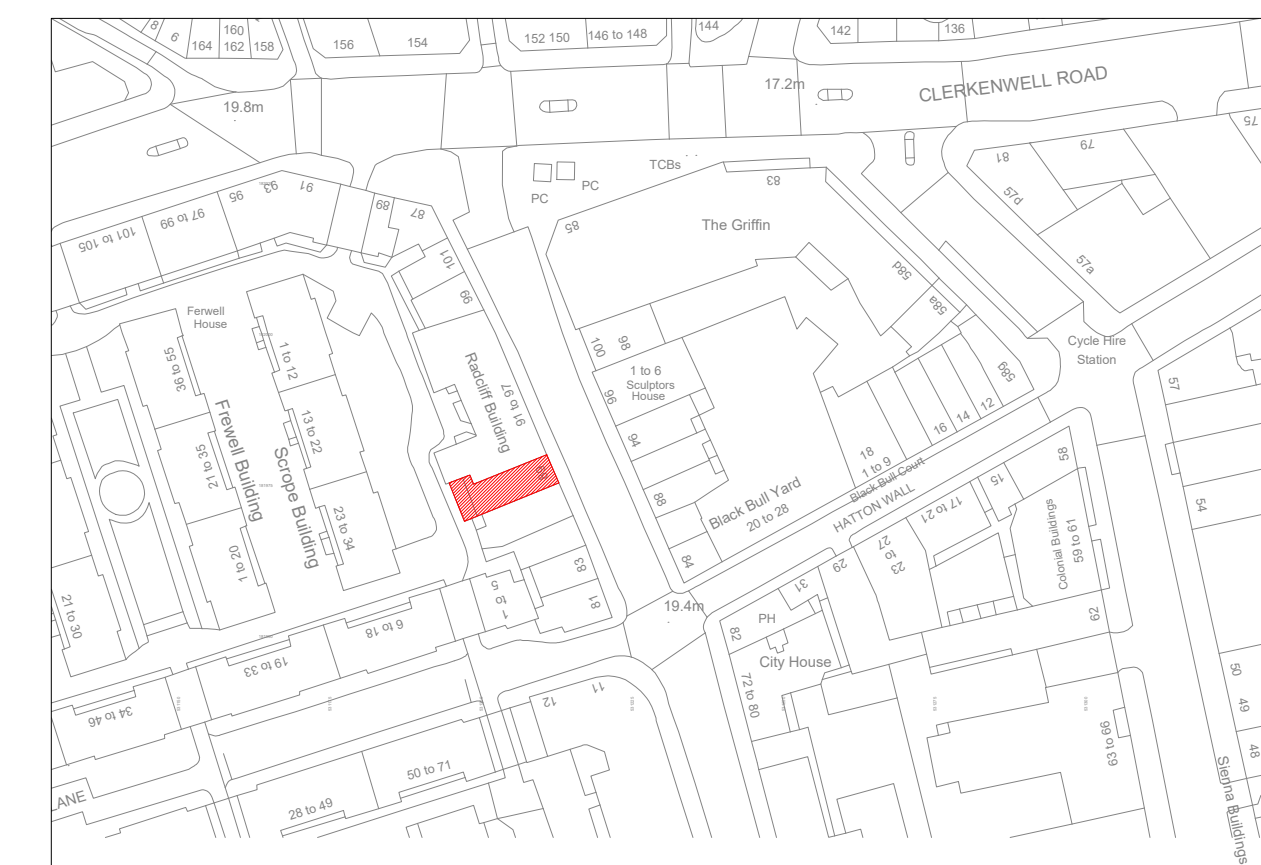 8
6
164
160
162
158
156
154
152 150
146 to 148
144
142
136
19.8m
17.2m
CLERKENWELL ROAD
75
79
81
57d
57a
TCBs
PC
PC
83
85
The Griffin
58d
58a
58g
91
93
95
97 to 99
101 to 105
89
87
101
99
Ferwell
House
36 to 55
1 to 12
Radcliff Building
91 to 97
100
98
1 to 6
Sculptors
House
96
94
88
84
Cycle Hire
Station
57
12
14
16
18
1 to 9
Black Bull Court
HATTON WALL
Black Bull Yard
20 to 28
Frewell Building
Scrope Building
13 to 22
21 to 35
23 to 34
1 to 20
21 to 30
83
81
1 to 5
6 to 18
19 to 33
34 to 46
19.4m
58
15
17 to 21
23 to
27
29
31
PH
82
City House
72 to 80
Colonial Buildings
59 to 61
62
54
50
49
48
63 to 66
Sienna Buildings
11
12
50 to 71
28 to 49
ANE